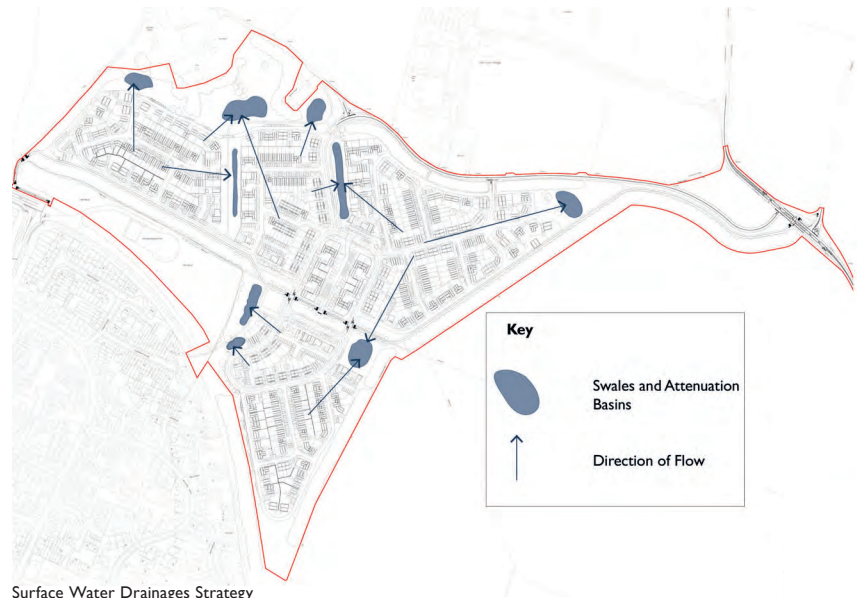 Key
Swales and Attenuation
Basins
Direction of Flow
Surface Water Drainages Strategy